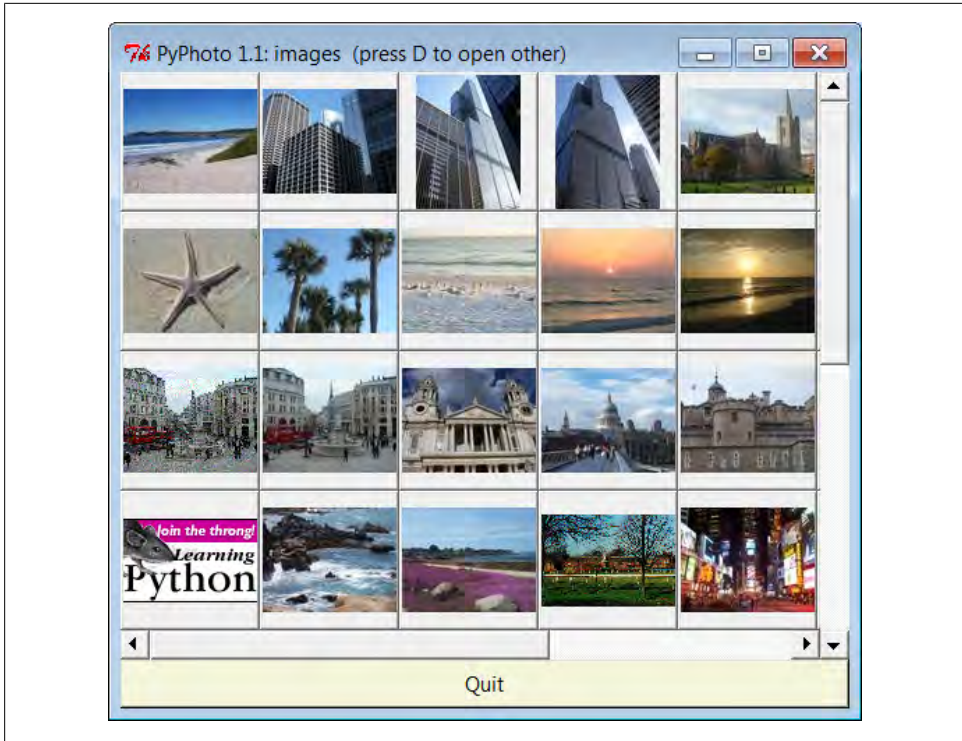 PyPhoto 1.1: images (press D to open other)
Join the throng!
Learning
Python
Quit